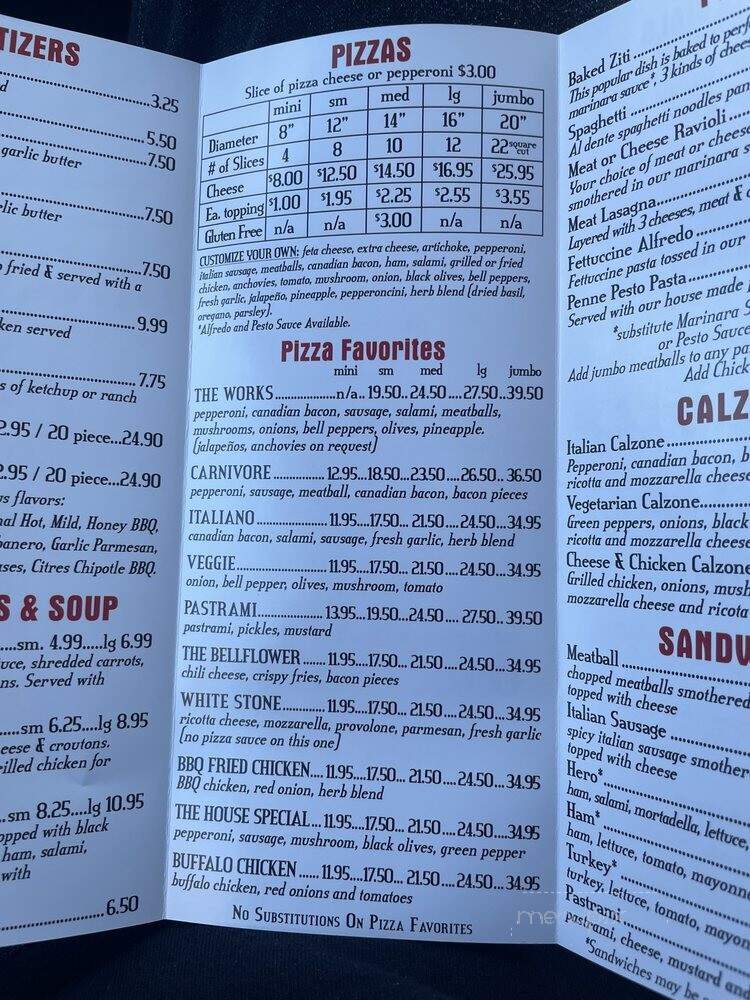 TIZERS
...3.25
...5.50
garlic butter ...7.50
lic butter ...7.50
...7.50
fried & served with a
...9.99
ken served
...7.75
s of ketchup or ranch
2.95 / 20 piece...24.90
2.95 / 20 piece...24.90
us flavors:
nal Hot, Mild, Honey BBQ,
banero, Garlic Parmesan,
ases, Citres Chipotle BBQ.
S & SOUP
....sm. 4.99.....lg 6.99
uce, shredded carrots,
ns. Served with
...sm 6.25....lg 8.95
eese & croutons.
rilled chicken for
...sm 8.25....lg 10.95
opped with black
ham, salami,
with
...6.50
PIZZAS
Slice of pizza cheese or pepperoni $3.00
mini sm med lg jumbo
Diameter 8" 12" 14" 16" 20"
# of Slices 4 8 10 12 22 square cut
Cheese $8.00 $12.50 $14.50 $16.95 $25.95
Ea. topping $1.00 $1.95 $2.25 $2.55 $3.55
Gluten Free n/a n/a $3.00 n/a n/a
CUSTOMIZE YOUR OWN: feta cheese, extra cheese, artichoke, pepperoni,
italian sausage, meatballs, canadian bacon, ham, salami, grilled or fried
chicken, anchovies, tomato, mushroom, onion, black olives, bell peppers,
fresh garlic, jalapeño, pineapple, pepperoncini, herb blend (dried basil,
oregano, parsley).
*Alfredo and Pesto Sauce Available.
Pizza Favorites
mini sm med lg jumbo
THE WORKS....................n/a.. 19.50.. 24.50 ....27.50..39.50
pepperoni, canadian bacon, sausage, salami, meatballs,
mushrooms, onions, bell peppers, olives, pineapple.
(jalapeños, anchovies on request)
CARNIVORE .............12.95...18.50...23.50 ....26.50.. 36.50
pepperoni, sausage, meatball, canadian bacon, bacon pieces
ITALIANO.................11.95....17.50... 21.50 ....24.50...34.95
canadian bacon, salami, sausage, fresh garlic, herb blend
VEGGIE.....................11.95....17.50... 21.50 ....24.50...34.95
onion, bell pepper, olives, mushroom, tomato
PASTRAMI................13.95...19.50...24.50 .... 27.50.. 39.50
pastrami, pickles, mustard
THE BELLFLOWER .......11.95....17.50... 21.50 ....24.50...34.95
chili cheese, crispy fries, bacon pieces
WHITE STONE...........11.95....17.50... 21.50 ....24.50...34.95
ricotta cheese, mozzarella, provolone, parmesan, fresh garlic
(no pizza sauce on this one)
BBQ FRIED CHICKEN.... 11.95....17.50... 21.50 ....24.50...34.95
BBQ chicken, red onion, herb blend
THE HOUSE SPECIAL... 11.95....17.50... 21.50 ....24.50...34.95
pepperoni, sausage, mushroom, black olives, green pepper
BUFFALO CHICKEN ...... 11.95....17.50... 21.50 ....24.50...34.95
buffalo chicken, red onions and tomatoes
NO SUBSTITUTIONS ON PIZZA FAVORITES
Baked Ziti ...
This popular dish is baked to perf
marinara sauce*, 3 kinds of chee
Spaghetti ...
Al dente spaghetti noodles pan
Meat or Cheese Ravioli...
Your choice of meat or chees
smothered in our marinara s
Meat Lasagna...
Layered with 3 cheeses, meat &
Fettuccine Alfredo ...
Fettuccine pasta tossed in our
Penne Pesto Pasta...
Served with our house made
*substitute Marinara S
or Pesto Sauce
Add jumbo meatballs to any pa
Add Chick
CALZ
Italian Calzone...
Pepperoni, canadian bacon, b
ricotta and mozzarella cheese
Vegetarian Calzone...
Green peppers, onions, black
ricotta and mozzarella cheese
Cheese & Chicken Calzone
Grilled chicken, onions, mush
mozzarella cheese and ricota
SANDW
Meatball ...
chopped meatballs smothered
topped with cheese
Italian Sausage ...
spicy italian sausage smother
topped with cheese
Hero*...
ham, salami, mortadella, lettuce,
Ham*...
ham, lettuce, tomato, mayonn
Turkey*...
turkey, lettuce, tomato, mayon
Pastrami...
pastrami, cheese, mustard and
*Sandwiches may be